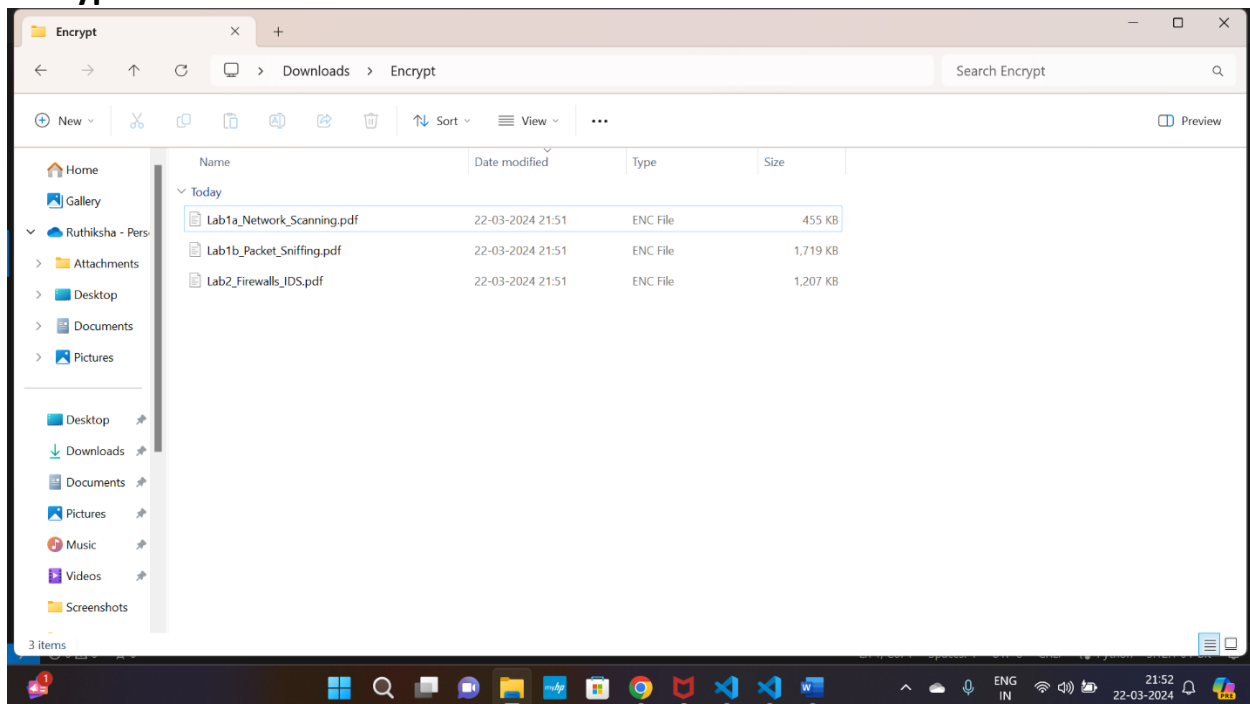 Encrypt
Downloads > Encrypt
Search Encrypt
New
Sort
View
Preview
Home
Gallery
Ruthiksha - Pers
Attachments
Desktop
Documents
Pictures
Desktop
Downloads
Documents
Pictures
Music
Videos
Screenshots
Name Date modified Type Size
Today
Lab1a_Network_Scanning.pdf 22-03-2024 21:51 ENC File 455 KB
Lab1b_Packet_Sniffing.pdf 22-03-2024 21:51 ENC File 1,719 KB
Lab2_Firewalls_IDS.pdf 22-03-2024 21:51 ENC File 1,207 KB
3 items
1
myhp
PRE
ENG
IN
21:52
22-03-2024